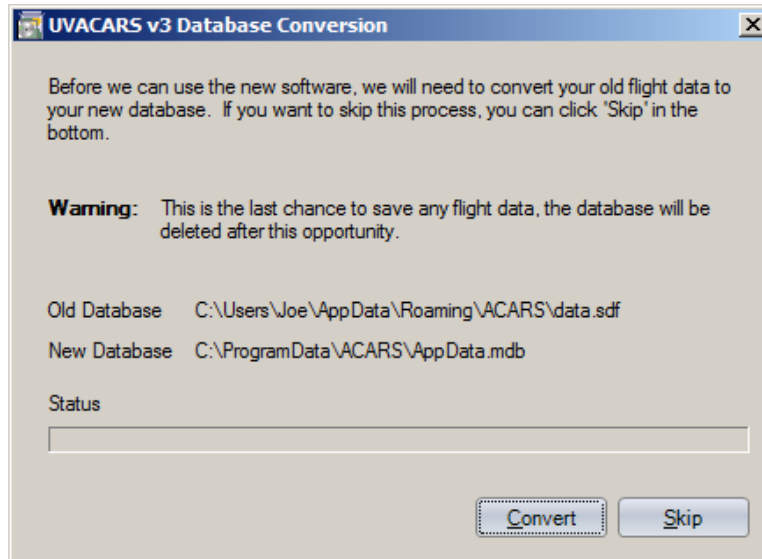 UVACARS v3 Database Conversion
Before we can use the new software, we will need to convert your old flight data to
your new database.  If you want to skip this process, you can click 'Skip' in the
bottom.
Warning: This is the last chance to save any flight data, the database will be
deleted after this opportunity.
Old Database C:\Users\Joe\AppData\Roaming\ACARS\data.sdf
New Database C:\ProgramData\ACARS\AppData.mdb
Status
Convert Skip